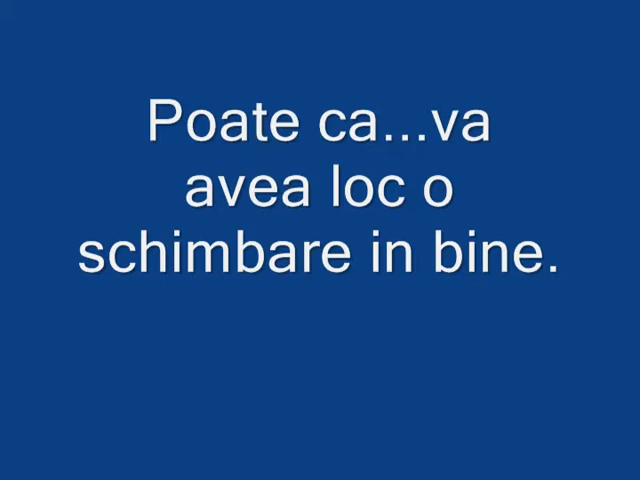 Poate ca...va
avea loc o
schimbare in bine.